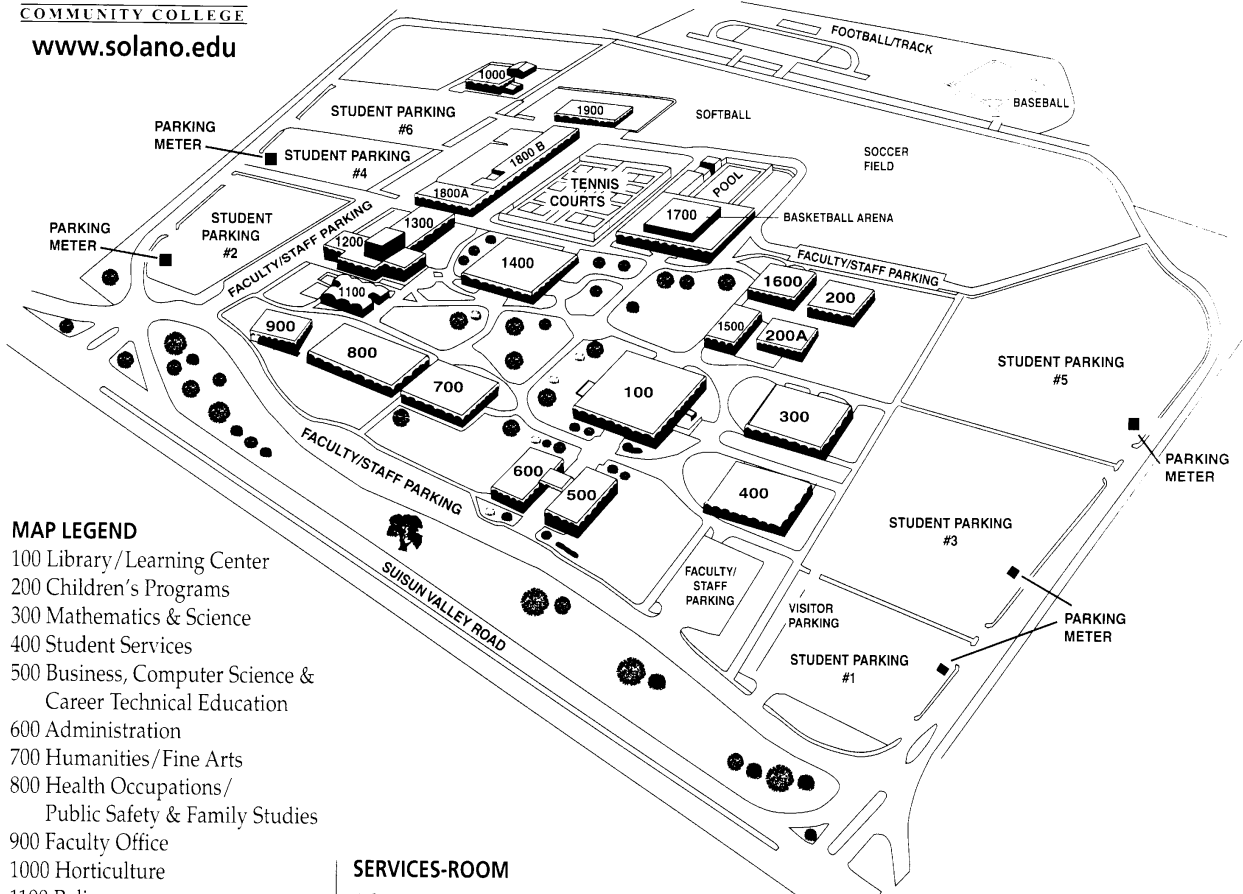 COMMUNITY COLLEGE
www.solano.edu
FOOTBALL/TRACK
BASEBALL
1000
1900
SOFTBALL
STUDENT PARKING
#6
PARKING
METER
STUDENT PARKING
#4
1800 B
1800A
TENNIS
COURTS
POOL
SOCCER
FIELD
1700
BASKETBALL ARENA
STUDENT
PARKING
#2
PARKING
METER
FACULTY/STAFF PARKING
1300
1200
1400
1100
FACULTY/STAFF PARKING
1600
200
1500
200A
900
800
700
100
300
STUDENT PARKING
#5
PARKING
METER
FACULTY/STAFF PARKING
600
500
400
STUDENT PARKING
#3
SUISUN VALLEY ROAD
FACULTY/
STAFF
PARKING
VISITOR
PARKING
STUDENT PARKING
#1
PARKING
METER
MAP LEGEND
100 Library/Learning Center
200 Children's Programs
300 Mathematics & Science
400 Student Services
500 Business, Computer Science &
Career Technical Education
600 Administration
700 Humanities/Fine Arts
800 Health Occupations/
Public Safety & Family Studies
900 Faculty Office
1000 Horticulture
SERVICES-ROOM